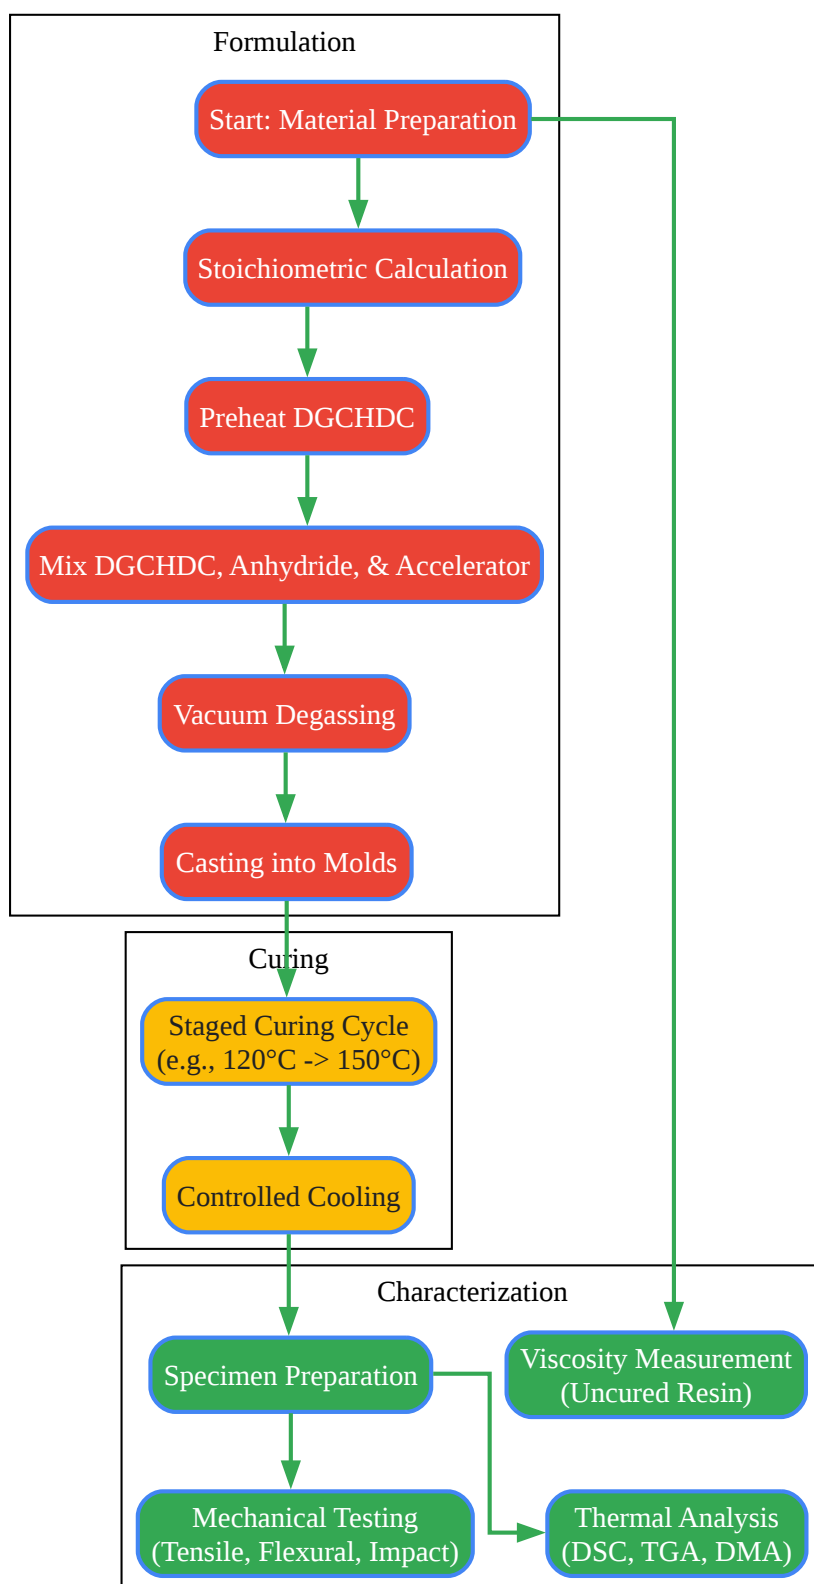 Formulation
Start: Material Preparation
Stoichiometric Calculation
Preheat DGCHDC
Mix DGCHDC, Anhydride, & Accelerator
Vacuum Degassing
Casting into Molds
Curing
Staged Curing Cycle
(e.g., 120°C -> 150°C)
Controlled Cooling
Characterization
Specimen Preparation
Viscosity Measurement
(Uncured Resin)
Mechanical Testing
(Tensile, Flexural, Impact)
Thermal Analysis
(DSC, TGA, DMA)